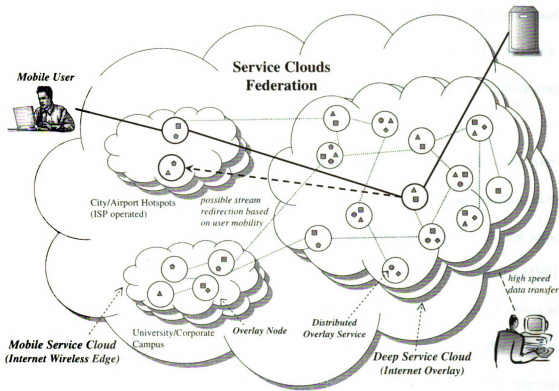 Service Clouds
Federation
Mobile User
City/Airport Hotspots
(ISP operated)
possible stream
redirection based
on user mobility
high speed
data transfer
University/Corporate
Campus
Overlay Node
Distributed
Overlay Service
Mobile Service Cloud
(Internet Wireless Edge)
Deep Service Cloud
(Internet Overlay)